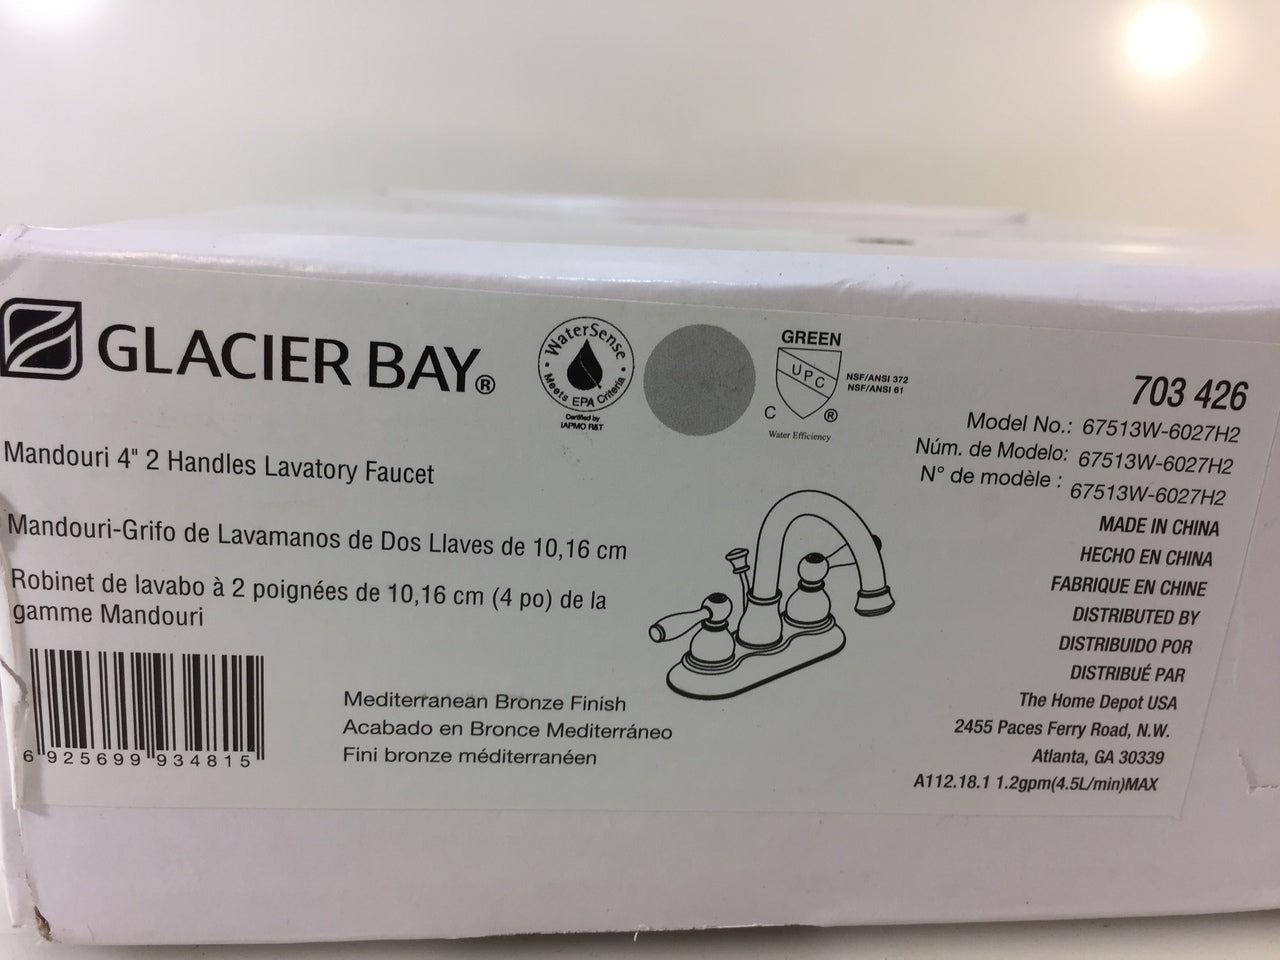 GLACIER BAY®
WaterSense
Meets EPA Criteria
Certified by
IAPMO R&T
GREEN
UPC
C ®
NSF/ANSI 372
NSF/ANSI 61
Water Efficiency
703 426
Model No.: 67513W-6027H2
Núm. de Modelo: 67513W-6027H2
N° de modèle : 67513W-6027H2
MADE IN CHINA
HECHO EN CHINA
FABRIQUE EN CHINE
DISTRIBUTED BY
DISTRIBUIDO POR
DISTRIBUÉ PAR
The Home Depot USA
2455 Paces Ferry Road, N.W.
Atlanta, GA 30339
A112.18.1 1.2gpm(4.5L/min)MAX
Mandouri 4" 2 Handles Lavatory Faucet
Mandouri-Grifo de Lavamanos de Dos Llaves de 10,16 cm
Robinet de lavabo à 2 poignées de 10,16 cm (4 po) de la
gamme Mandouri
Mediterranean Bronze Finish
Acabado en Bronce Mediterráneo
Fini bronze méditerranéen
6 925699 934815